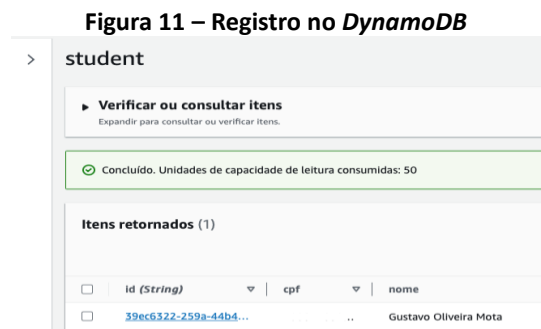 Figura 11 – Registro no DynamoDB
student
Verificar ou consultar itens
Expandir para consultar ou verificar itens.
Concluído. Unidades de capacidade de leitura consumidas: 50
Itens retornados (1)
id (String) cpf nome
39ec6322-259a-44b4... Gustavo Oliveira Mota